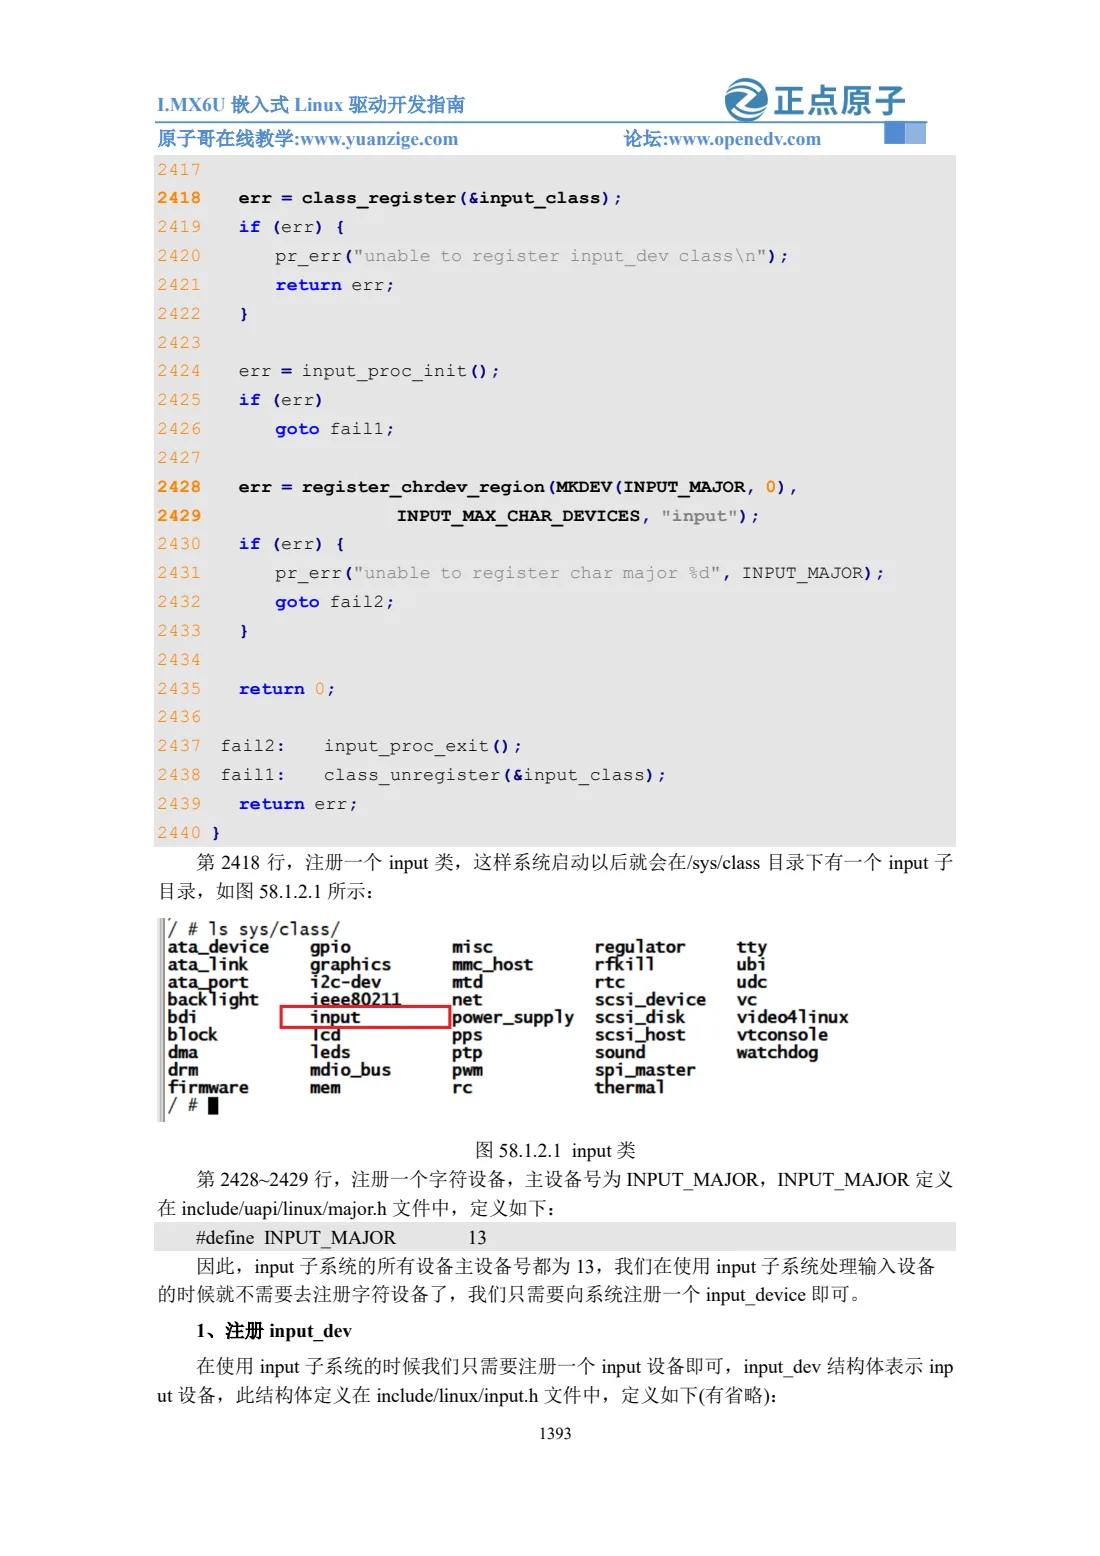 I.MX6U 嵌入式 Linux 驱动开发指南
正点原子
原子哥在线教学:www.yuanzige.com 论坛:www.openedv.com
2417
2418 err = class_register(&input_class);
2419 if (err) {
2420 pr_err("unable to register input_dev class\n");
2421 return err;
2422 }
2423
2424 err = input_proc_init();
2425 if (err)
2426 goto fail1;
2427
2428 err = register_chrdev_region(MKDEV(INPUT_MAJOR, 0),
2429 INPUT_MAX_CHAR_DEVICES, "input");
2430 if (err) {
2431 pr_err("unable to register char major %d", INPUT_MAJOR);
2432 goto fail2;
2433 }
2434
2435 return 0;
2436
2437 fail2: input_proc_exit();
2438 fail1: class_unregister(&input_class);
2439 return err;
2440 }
第 2418 行，注册一个 input 类，这样系统启动以后就会在/sys/class 目录下有一个 input 子
目录，如图 58.1.2.1 所示：
/ # ls sys/class/
ata_device gpio misc regulator tty
ata_link graphics mmc_host rfkill ubi
ata_port i2c-dev mtd rtc udc
backlight ieee80211 net scsi_device vc
bdi input power_supply scsi_disk video4linux
block lcd pps scsi_host vtconsole
dma leds ptp sound watchdog
drm mdio_bus pwm spi_master
firmware mem rc thermal
/ #
图 58.1.2.1 input 类
第 2428~2429 行，注册一个字符设备，主设备号为 INPUT_MAJOR，INPUT_MAJOR 定义
在 include/uapi/linux/major.h 文件中，定义如下：
#define INPUT_MAJOR 13
因此，input 子系统的所有设备主设备号都为 13，我们在使用 input 子系统处理输入设备
的时候就不需要去注册字符设备了，我们只需要向系统注册一个 input_device 即可。
1、注册 input_dev
在使用 input 子系统的时候我们只需要注册一个 input 设备即可，input_dev 结构体表示 inp
ut 设备，此结构体定义在 include/linux/input.h 文件中，定义如下(有省略)：
1393